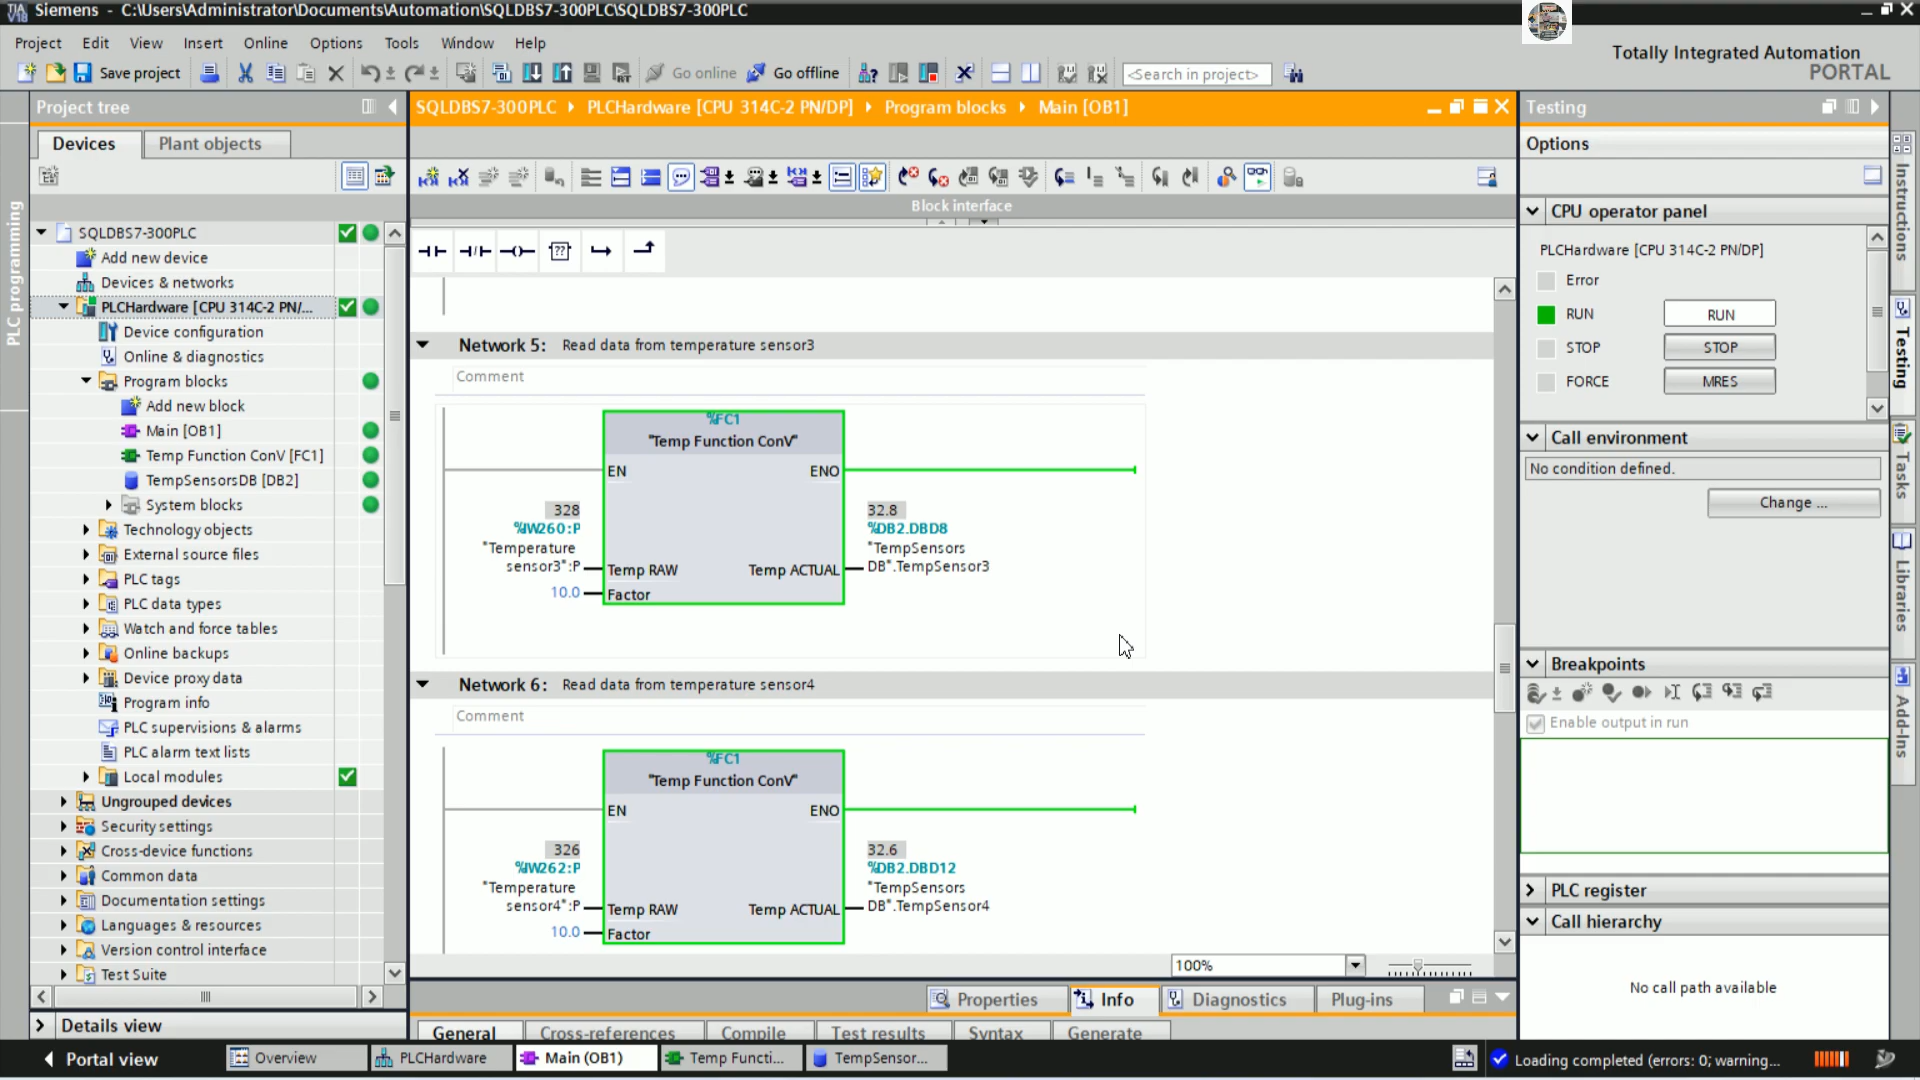 Siemens - C:\Users\Administrator\Documents\Automation\SQLDBS7-300PLC\SQLDBS7-300PLC
Project Edit View Insert Online Options Tools Window Help
Totally Integrated Automation
PORTAL
Save project
Go online
Go offline
<Search in project>
Project tree
SQLDBS7-300PLC
PLCHardware [CPU 314C-2 PN/DP]
Program blocks
Main [OB1]
Testing
Devices
Plant objects
Options
Block interface
PLC programming
SQLDBS7-300PLC
Add new device
Devices & networks
PLCHardware [CPU 314C-2 PN/...
Device configuration
Online & diagnostics
Program blocks
Add new block
Main [OB1]
Temp Function ConV [FC1]
TempSensorsDB [DB2]
System blocks
Technology objects
External source files
PLC tags
PLC data types
Watch and force tables
Online backups
Device proxy data
Program info
PLC supervisions & alarms
PLC alarm text lists
Local modules
Ungrouped devices
Security settings
Cross-device functions
Common data
Documentation settings
Languages & resources
Version control interface
Test Suite
Details view
Network 5: Read data from temperature sensor3
Comment
%FC1
"Temp Function ConV"
EN
ENO
328
%IW260:P
"Temperature
sensor3":P
Temp RAW
10.0
Factor
32.8
%DB2.DBD8
"TempSensors
DB".TempSensor3
Temp ACTUAL
Network 6: Read data from temperature sensor4
Comment
%FC1
"Temp Function ConV"
EN
ENO
326
%IW262:P
"Temperature
sensor4":P
Temp RAW
10.0
Factor
32.6
%DB2.DBD12
"TempSensors
DB".TempSensor4
Temp ACTUAL
100%
Properties
Info
Diagnostics
Plug-ins
General
Cross-references
Compile
Test results
Syntax
Generate
CPU operator panel
PLCHardware [CPU 314C-2 PN/DP]
Error
RUN RUN
STOP STOP
FORCE MRES
Call environment
No condition defined.
Change ...
Breakpoints
Enable output in run
PLC register
Call hierarchy
No call path available
Instructions
Testing
Tasks
Libraries
Add-Ins
Portal view
Overview
PLCHardware
Main (OB1)
Temp Functi...
TempSensor...
Loading completed (errors: 0; warning...